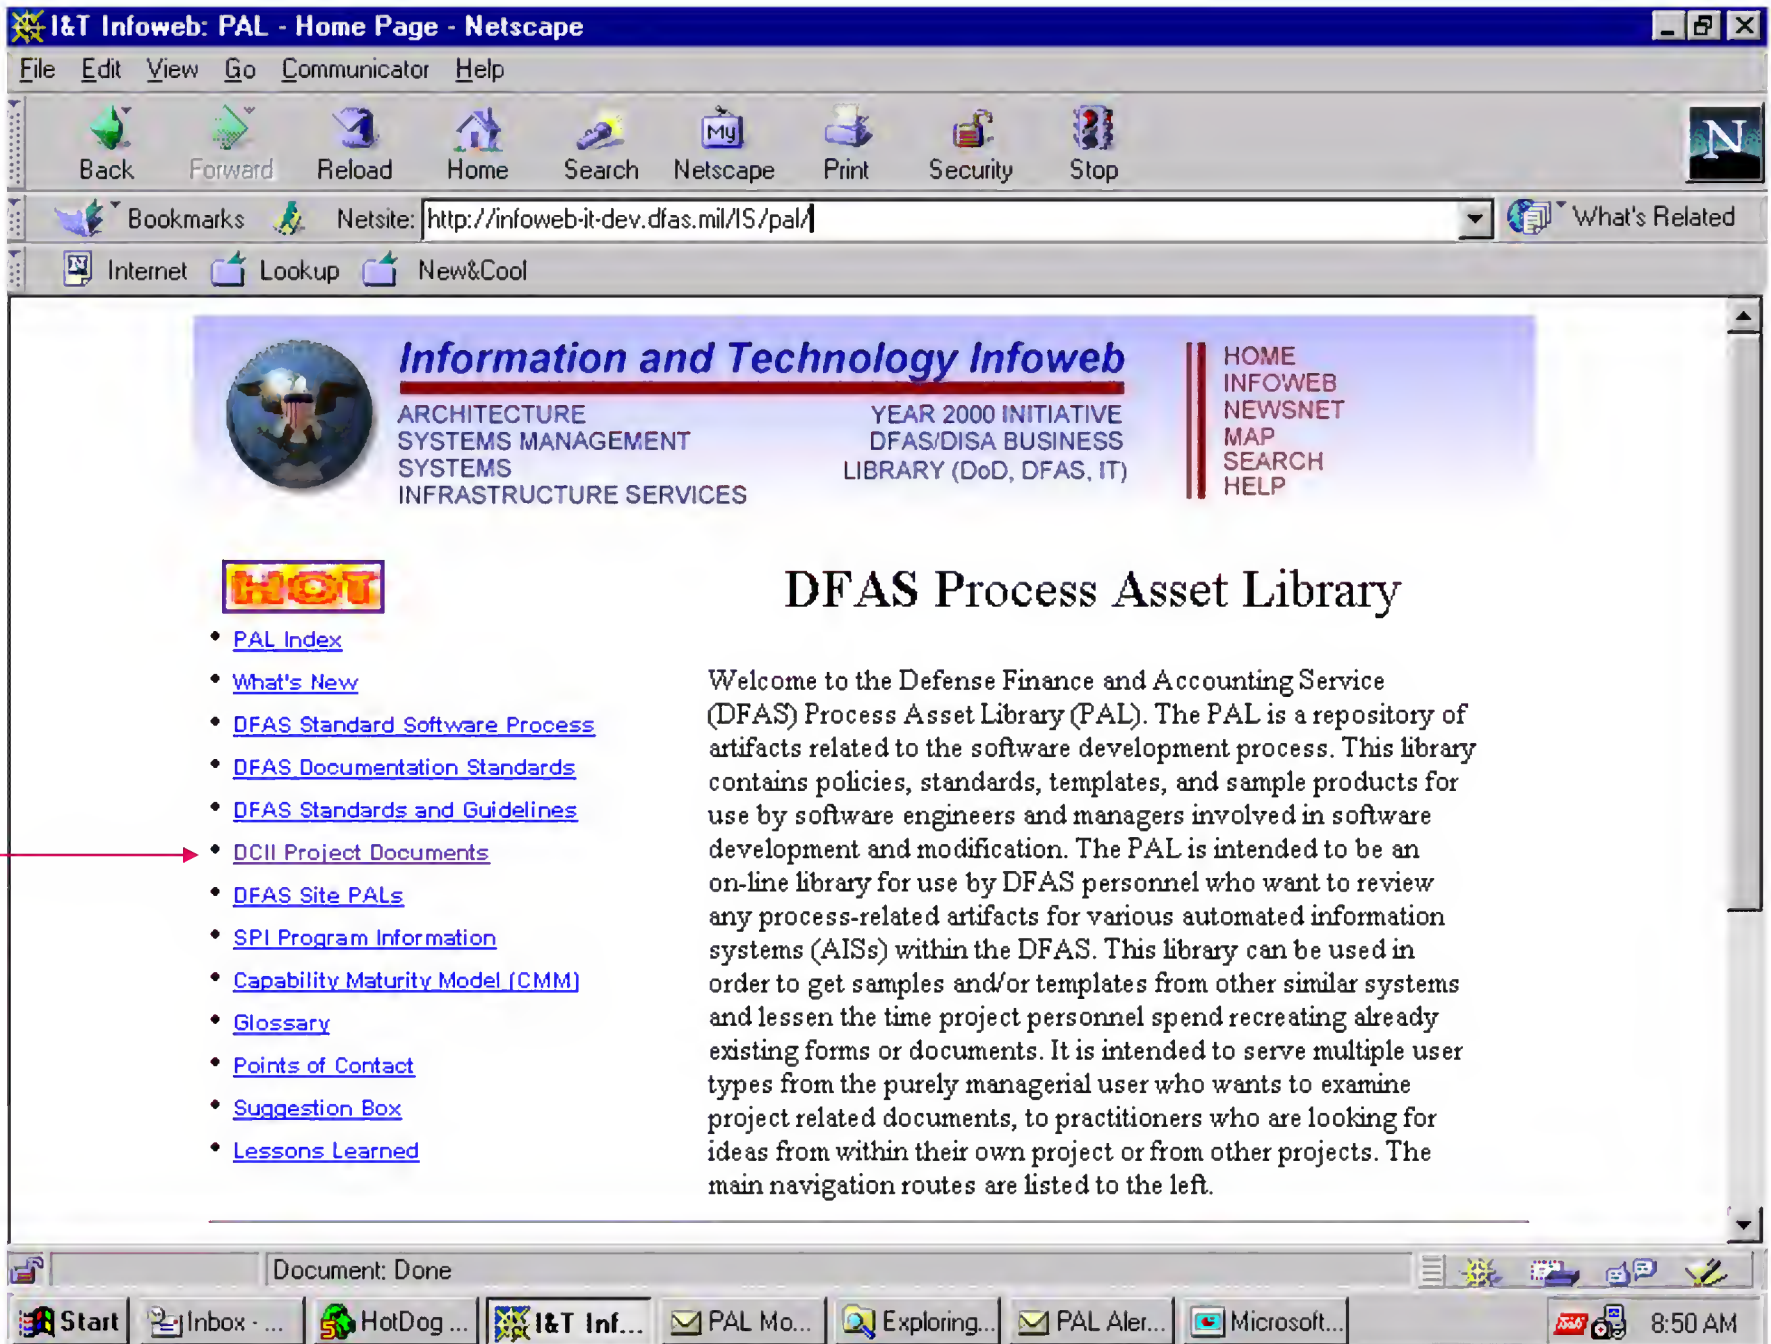 I&T Infoweb: PAL - Home Page - Netscape
File Edit View Go Communicator Help
My
N
Back Forward Reload Home Search Netscape Print Security Stop
Bookmarks Netsite: http://infoweb-it-dev.dfas.mil/IS/pal/ What's Related
N Internet Lookup New&Cool
Information and Technology Infoweb
ARCHITECTURE
SYSTEMS MANAGEMENT
SYSTEMS
INFRASTRUCTURE SERVICES
YEAR 2000 INITIATIVE
DFAS/DISA BUSINESS
LIBRARY (DoD, DFAS, IT)
HOME
INFOWEB
NEWSNET
MAP
SEARCH
HELP
HOT
• PAL Index
• What's New
• DFAS Standard Software Process
• DFAS Documentation Standards
• DFAS Standards and Guidelines
• DCII Project Documents
• DFAS Site PALs
• SPI Program Information
• Capability Maturity Model (CMM)
• Glossary
• Points of Contact
• Suggestion Box
• Lessons Learned
DFAS Process Asset Library
Welcome to the Defense Finance and Accounting Service
(DFAS) Process Asset Library (PAL). The PAL is a repository of
artifacts related to the software development process. This library
contains policies, standards, templates, and sample products for
use by software engineers and managers involved in software
development and modification. The PAL is intended to be an
on-line library for use by DFAS personnel who want to review
any process-related artifacts for various automated information
systems (AISs) within the DFAS. This library can be used in
order to get samples and/or templates from other similar systems
and lessen the time project personnel spend recreating already
existing forms or documents. It is intended to serve multiple user
types from the purely managerial user who wants to examine
project related documents, to practitioners who are looking for
ideas from within their own project or from other projects. The
main navigation routes are listed to the left.
Document: Done
Start Inbox - ... 5 HotDog ... I&T Inf... PAL Mo... Exploring... PAL Aler... Microsoft... 8:50 AM